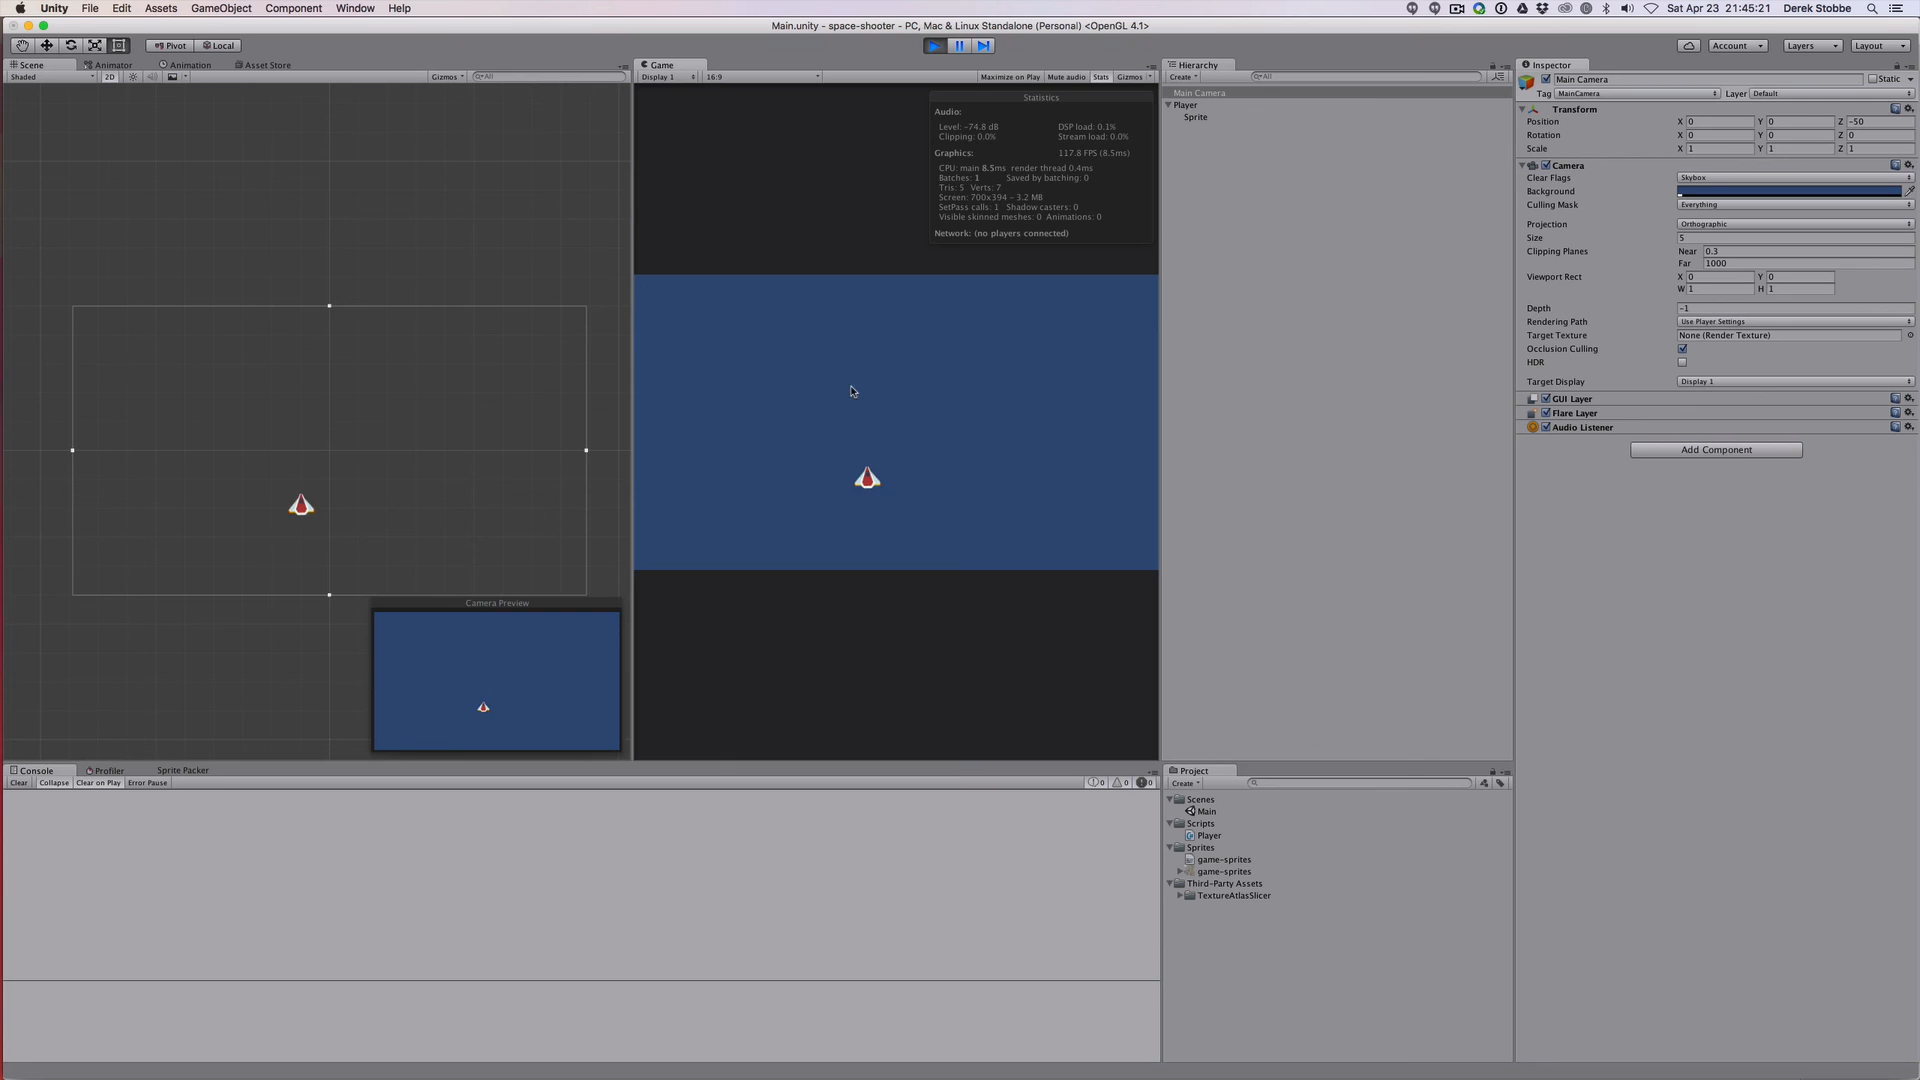 Unity File Edit Assets GameObject Component Window Help
Sat Apr 23 21:45:21 Derek Stobbe
Main.unity - space-shooter - PC, Mac & Linux Standalone (Personal) <OpenGL 4.1>
Pivot Local
Account Layers Layout
Scene Animator Animation Asset Store
Shaded 2D Gizmos All
Game
Display 1 16:9 Maximize on Play Mute audio Stats Gizmos
Statistics
Audio:
Level: -74.8 dB DSP load: 0.1%
Clipping: 0.0% Stream load: 0.0%
Graphics: 117.8 FPS (8.5ms)
CPU: main 8.5ms render thread 0.4ms
Batches: 1 Saved by batching: 0
Tris: 5 Verts: 7
Screen: 700x394 - 3.2 MB
SetPass calls: 1 Shadow casters: 0
Visible skinned meshes: 0 Animations: 0
Network: (no players connected)
Camera Preview
Hierarchy
Create All
Main Camera
Player
Sprite
Inspector
Main Camera Static
Tag MainCamera Layer Default
Transform
Position X 0 Y 0 Z -50
Rotation X 0 Y 0 Z 0
Scale X 1 Y 1 Z 1
Camera
Clear Flags Skybox
Background
Culling Mask Everything
Projection Orthographic
Size 5
Clipping Planes Near 0.3
Far 1000
Viewport Rect X 0 Y 0
W 1 H 1
Depth -1
Rendering Path Use Player Settings
Target Texture None (Render Texture)
Occlusion Culling
HDR
Target Display Display 1
GUI Layer
Flare Layer
Audio Listener
Add Component
Console Profiler Sprite Packer
Clear Collapse Clear on Play Error Pause 0 0 0
Project
Create
Scenes
Main
Scripts
Player
Sprites
game-sprites
game-sprites
Third-Party Assets
TextureAtlasSlicer